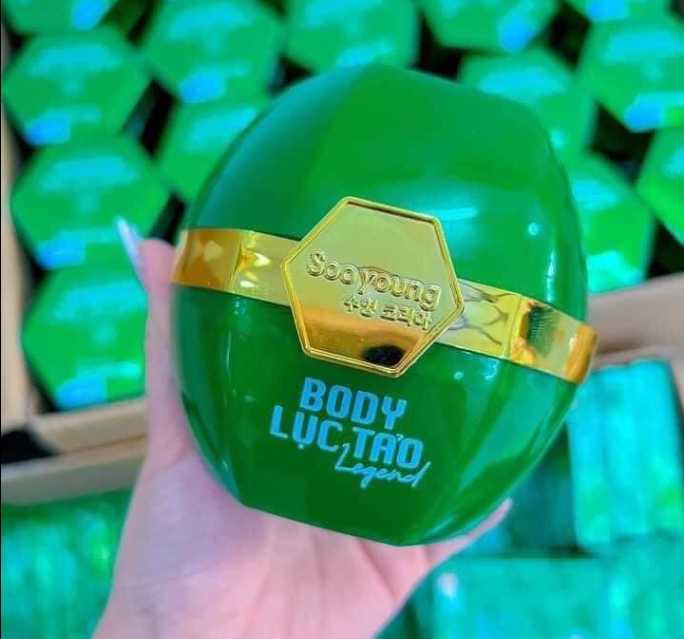 Sooyoung
수영 코리아
BODY
LỤC TẢO
Legend